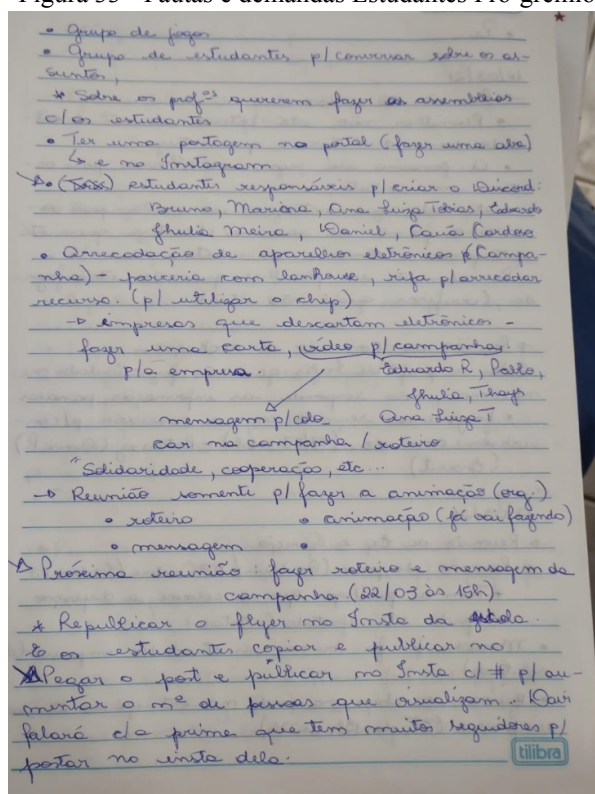 Figura 33 - Pautas e demandas Estudantes Pró-grêmio
• Grupo de jogos
• Grupo de estudantes p/ conversar sobre os as-
suntos,
* Sobre os prof.es quererem fazer as assembleias
c/ os estudantes
• Ter uma postagem no portal (fazer uma aba)
↳ e no Instagram
• estudantes responsáveis p/ criar o Discord:
Bruno, Mariana, Ana Luiza Tobias, Eduardo
Jhulia Meira, Daniel, Cauã Cardoso
• Arrecadação de aparelhos eletrônicos (Campa-
nha) - parceria com lanhouse, rifa p/ arrecadar
recurso. (p/ utilizar o chip)
→ empresas que descartam eletrônicos -
fazer uma carta, vídeo p/ campanha.
p/ a empresa. Eduardo R, Pablo,
Jhulia, Thays
mensagem p/ colo Ana Luiza T
car na campanha / roteiro
"Solidariedade, cooperação, etc...
→ Reunião somente p/ fazer a animação (org.)
• roteiro • animação (já vai fazendo)
• mensagem •
Próxima reunião: fazer roteiro e mensagem da
campanha (22/03 às 15h).
* Republicar o flyer no Insta da escola.
E os estudantes copiar e publicar no
Pegar o post e publicar no Insta c/ # p/ au-
mentar o nº de pessoas que visualizam. Davi
falará c/ a prima que tem muitos seguidores p/
postar no insta dela.
tilibra